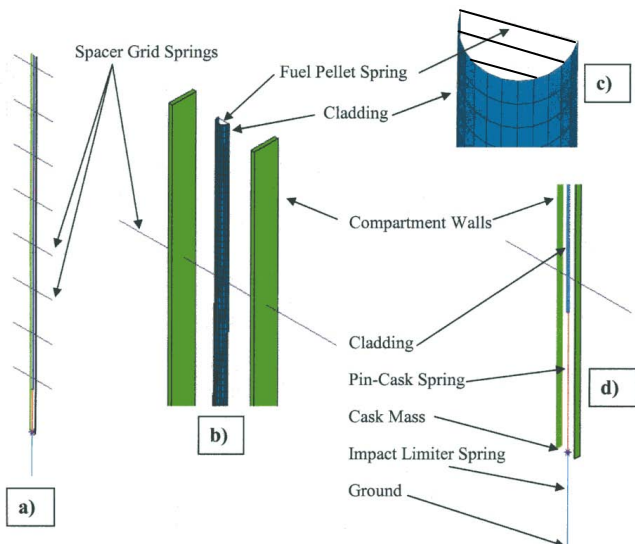 Spacer Grid Springs
Fuel Pellet Spring
Cladding
c)
Compartment Walls
Cladding
Pin-Cask Spring
d)
Cask Mass
b)
Impact Limiter Spring
Ground
a)